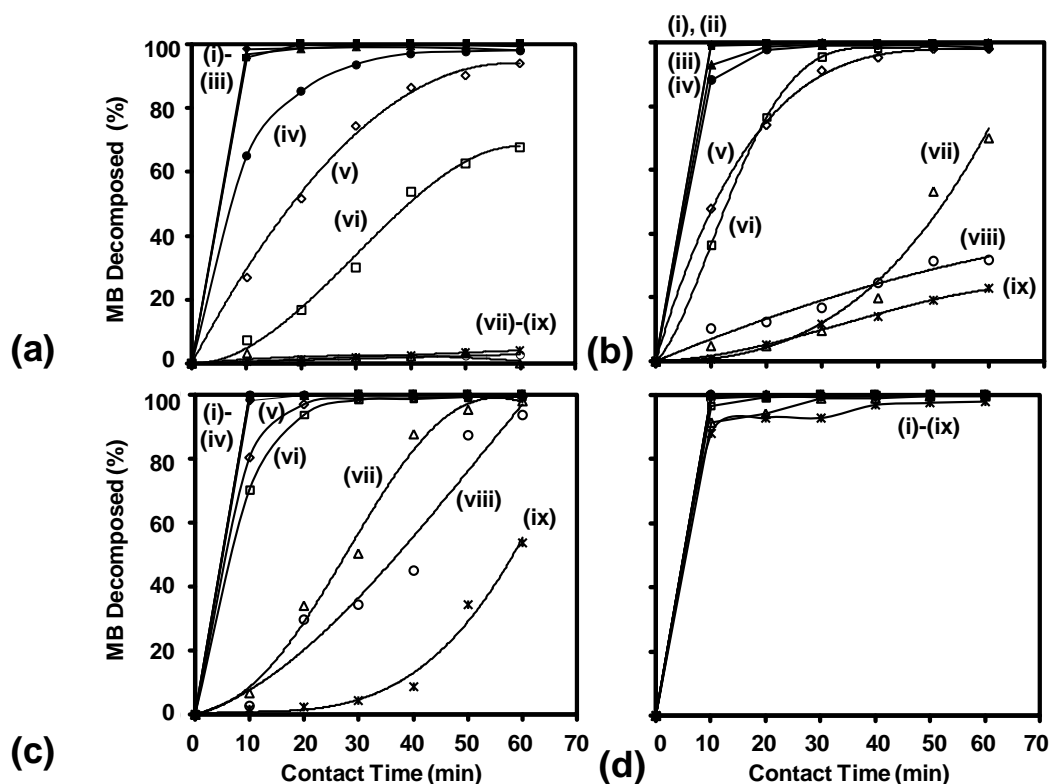 MB Decomposed (%)
100
80
60
40
20
0
(i)-
(iii)
(iv)
(v)
(vi)
(vii)-(ix)
(a)
(i), (ii)
(iii)
(iv)
(v)
(vi)
(vii)
(viii)
(ix)
(b)
MB Decomposed (%)
100
80
60
40
20
0
(i)-
(iv)
(v)
(vi)
(vii)
(viii)
(ix)
0 10 20 30 40 50 60 70
Contact Time (min)
(c)
(i)-(ix)
0 10 20 30 40 50 60 70
Contact Time (min)
(d)